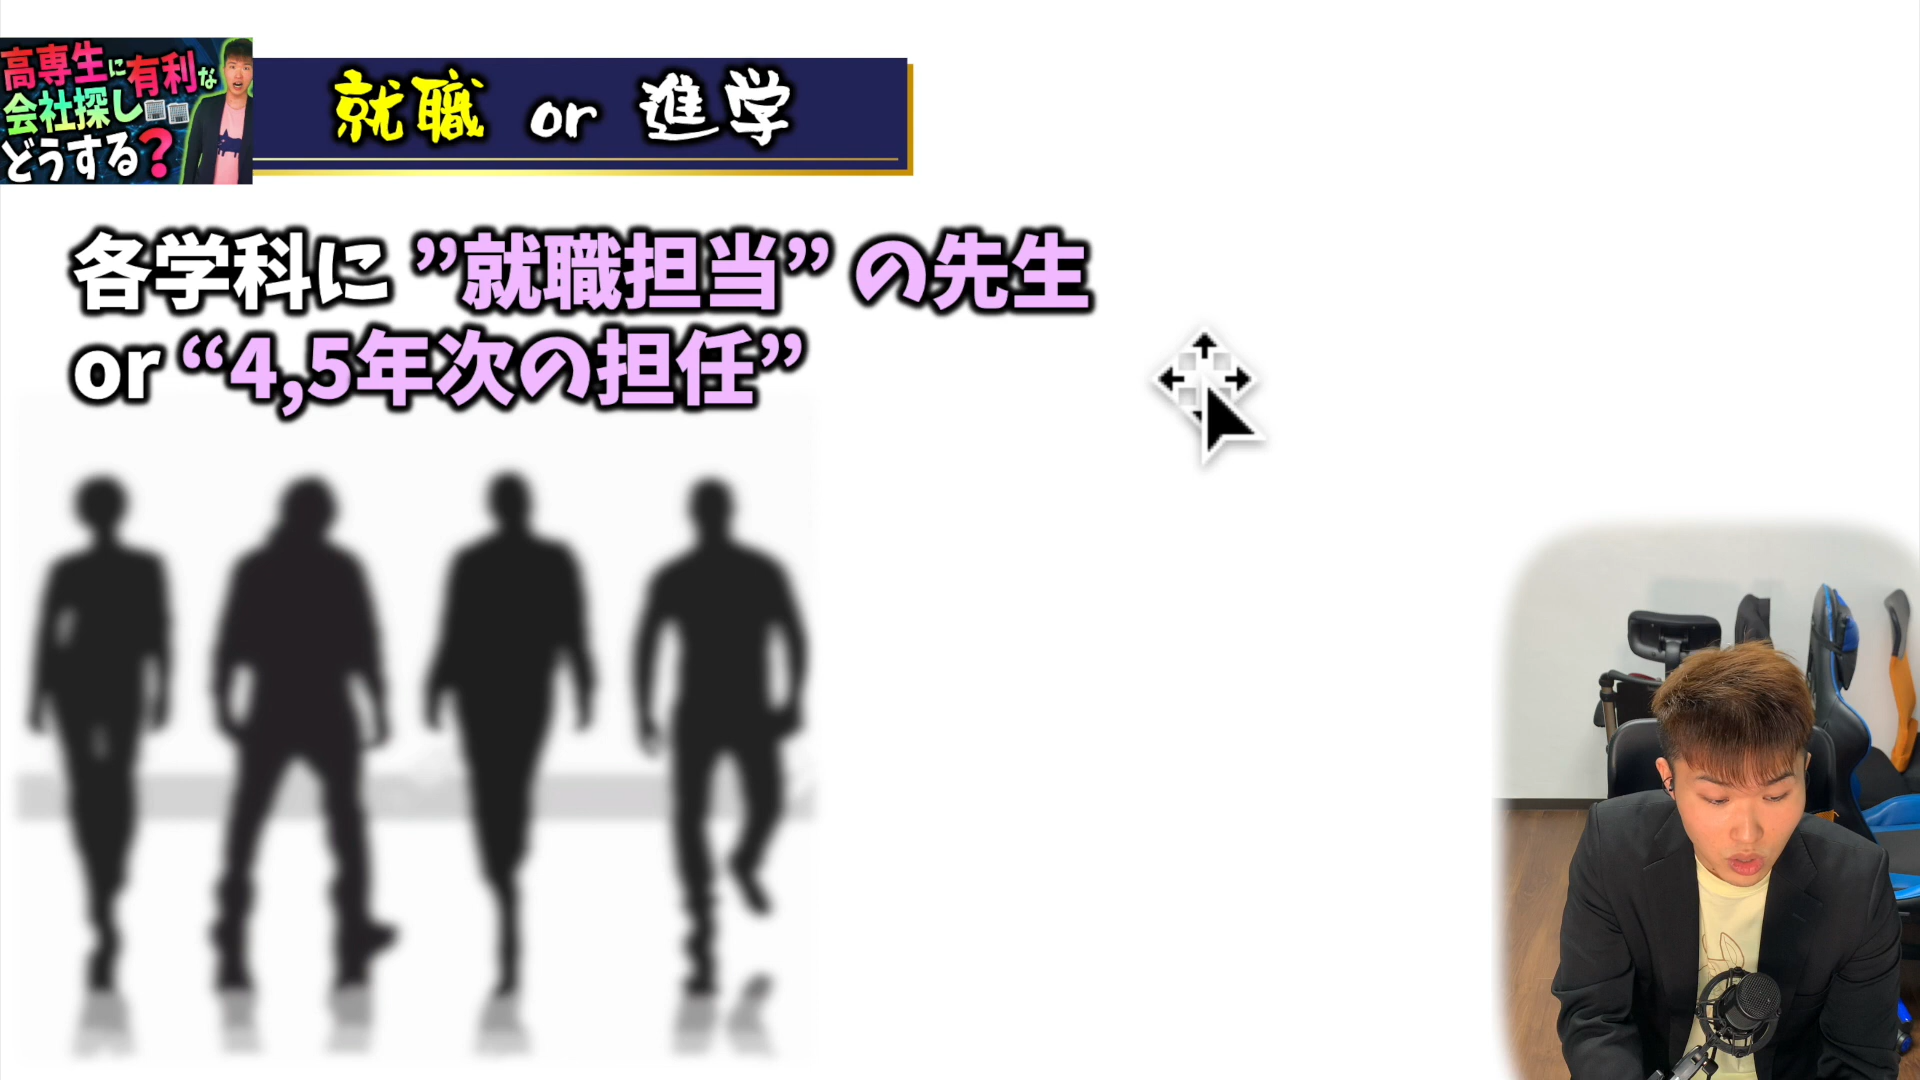 高専生に有利な
会社探し
どうする?
就職 or 進学
各学科に ”就職担当” の先生
or “4,5年次の担任”